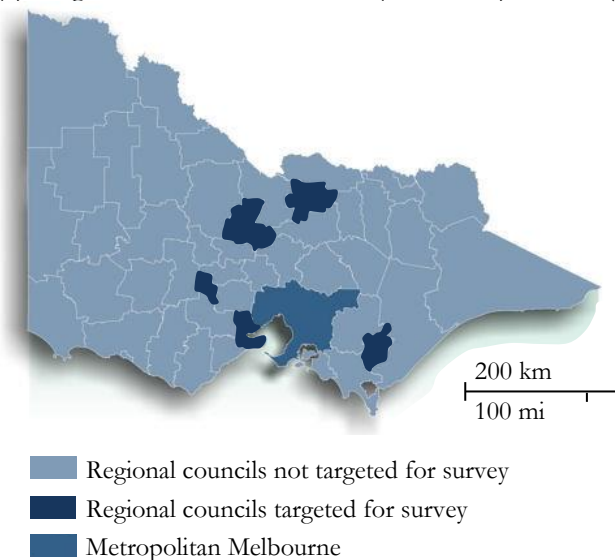 200 km
100 mi
Regional councils not targeted for survey
Regional councils targeted for survey
Metropolitan Melbourne